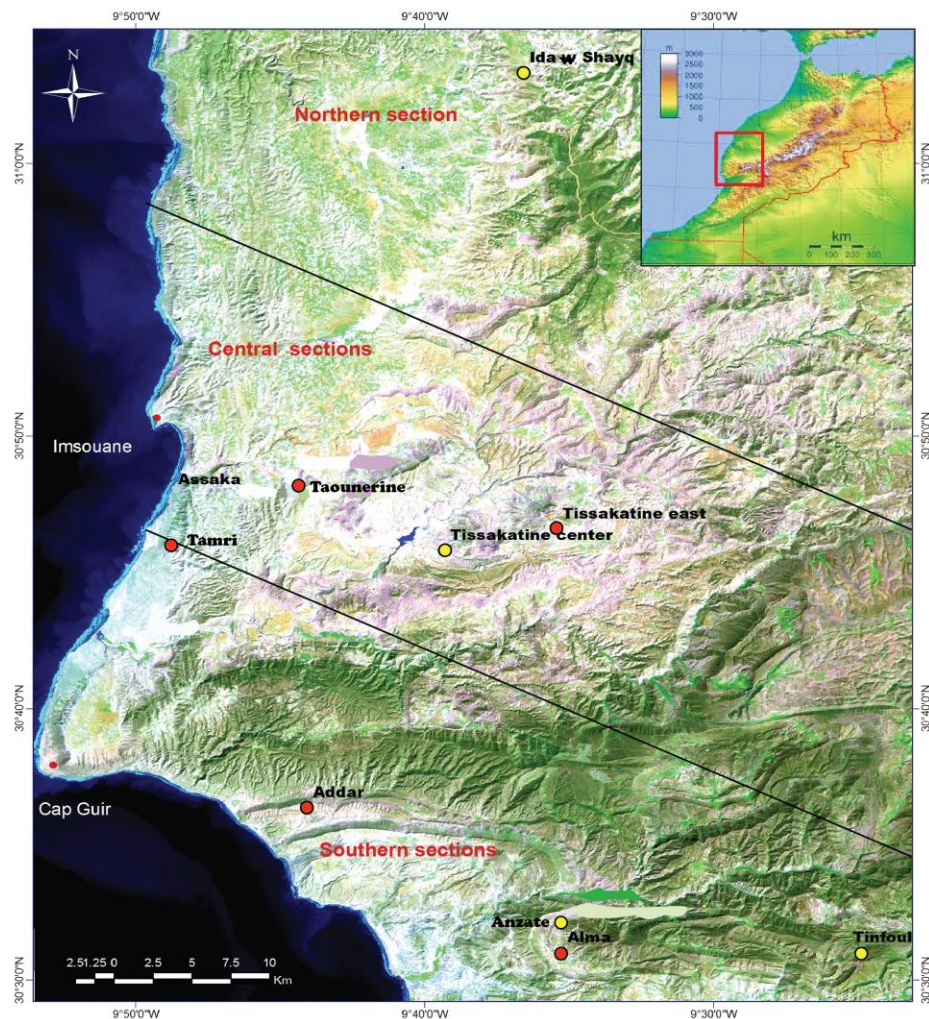 9°50'0"W
9°40'0"W
9°30'0"W
N
Ida w Shayq
m
3000
2500
2000
1500
1000
500
0
Northern section
31°0'0"N
31°0'0"N
km
0 100 200 300
Central sections
30°50'0"N
30°50'0"N
Imsouane
Assaka
Taounerine
Tissakatine east
Tissakatine center
Tamri
30°40'0"N
30°40'0"N
Addar
Cap Guir
Southern sections
Anzate
Alma
Tinfoul
2.51.25 0 2.5 5 7.5 10
Km
30°30'0"N
30°30'0"N
9°50'0"W
9°40'0"W
9°30'0"W